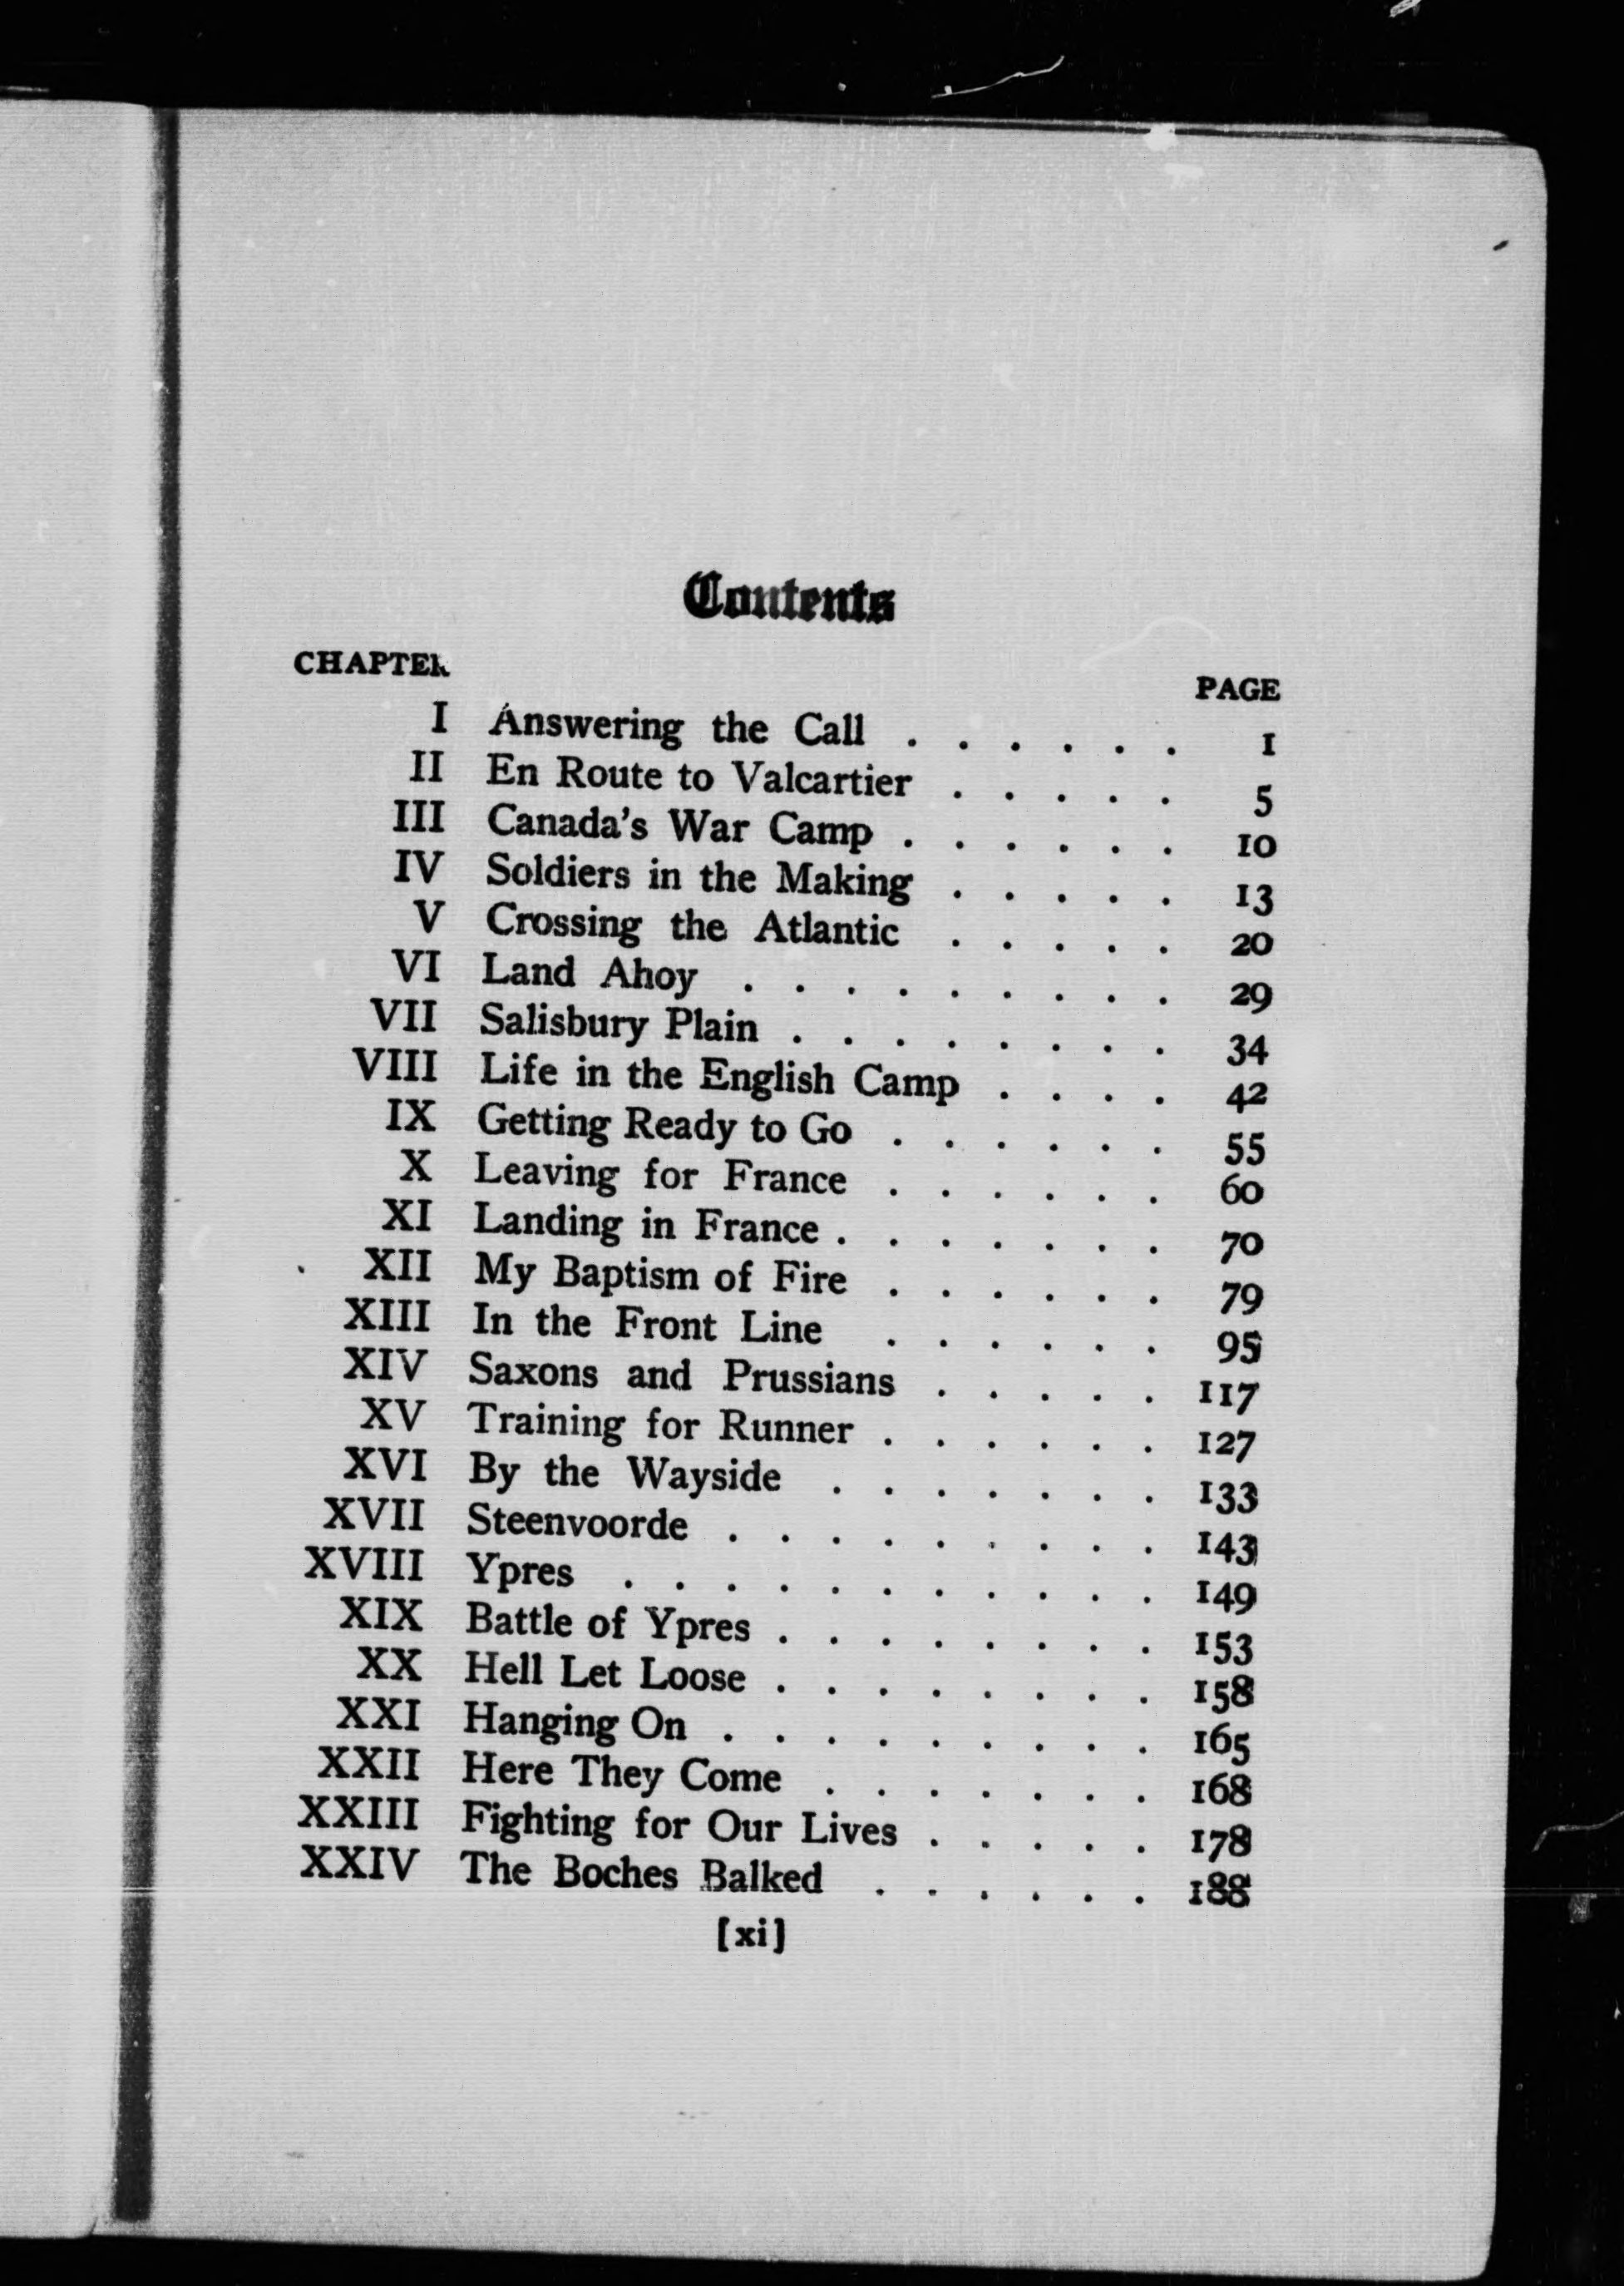 Contents
CHAPTER PAGE
I Answering the Call . . . . . . 1
II En Route to Valcartier . . . . . 5
III Canada's War Camp . . . . . . 10
IV Soldiers in the Making . . . . . 13
V Crossing the Atlantic . . . . . 20
VI Land Ahoy . . . . . . . . . 29
VII Salisbury Plain . . . . . . . . 34
VIII Life in the English Camp . . . . 42
IX Getting Ready to Go . . . . . . 55
X Leaving for France . . . . . . 60
XI Landing in France . . . . . . . 70
XII My Baptism of Fire . . . . . . 79
XIII In the Front Line . . . . . . 95
XIV Saxons and Prussians . . . . . 117
XV Training for Runner . . . . . . 127
XVI By the Wayside . . . . . . . 133
XVII Steenvoorde . . . . . . . . . 143
XVIII Ypres . . . . . . . . . . . 149
XIX Battle of Ypres . . . . . . . . 153
XX Hell Let Loose . . . . . . . . 158
XXI Hanging On . . . . . . . . . 165
XXII Here They Come . . . . . . . 168
XXIII Fighting for Our Lives . . . . . 178
XXIV The Boches Balked . . . . . . 188
[xi]